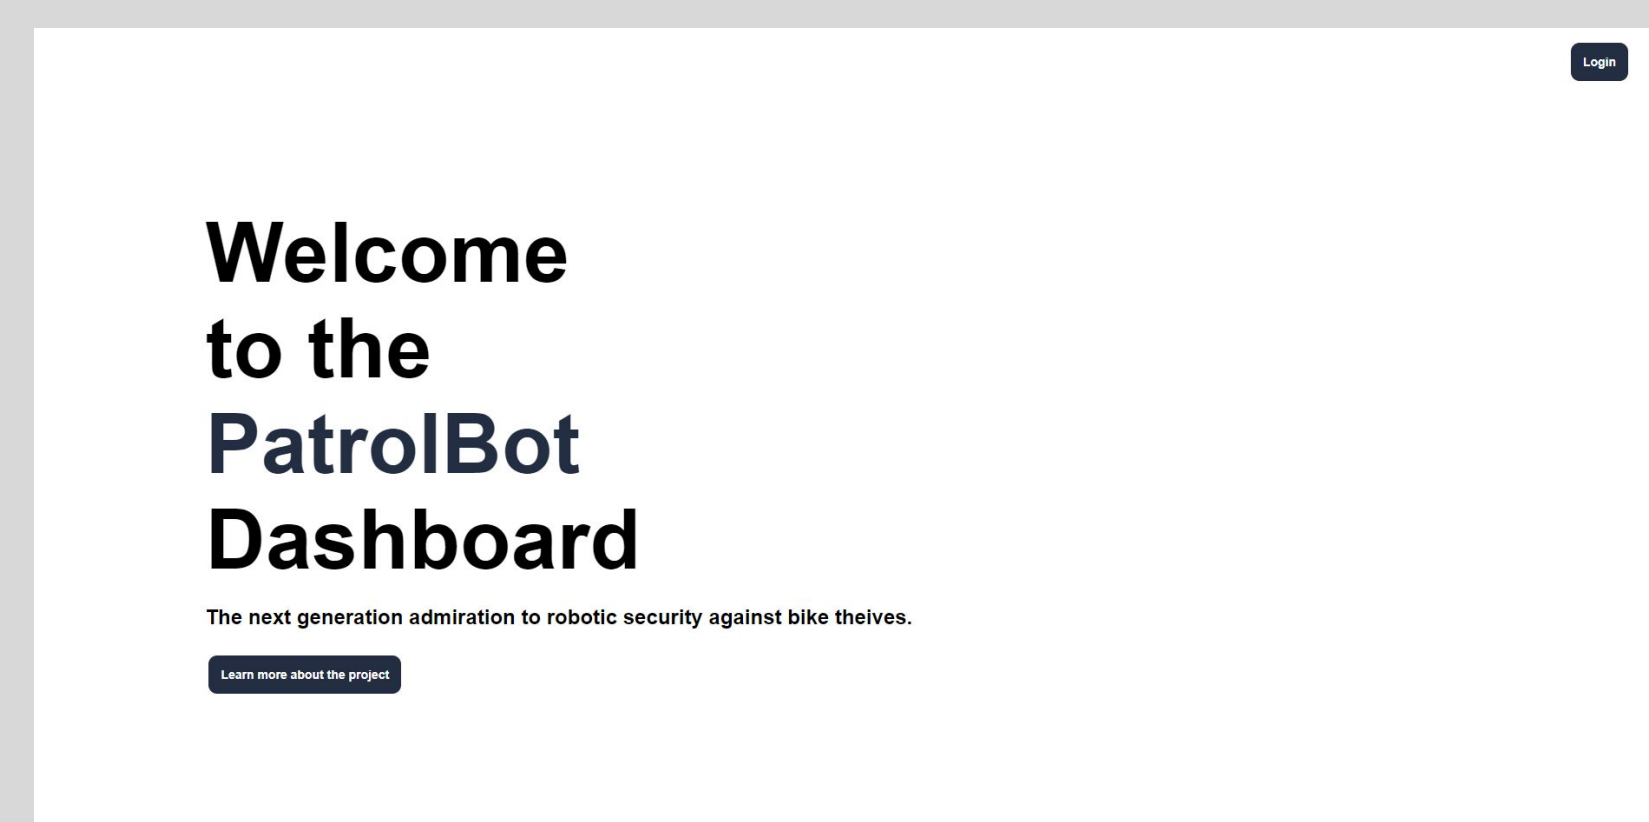 Login
Welcome
to the
PatrolBot
Dashboard
The next generation admiration to robotic security against bike theives.
Learn more about the project